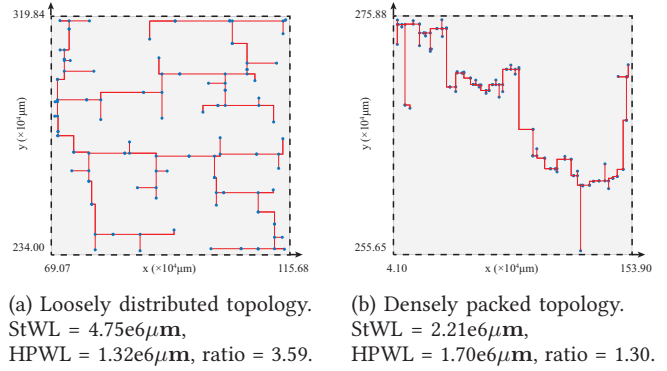 319.84
y (×10⁴μm)
234.00
69.07
x (×10⁴μm)
115.68
275.88
y (×10⁴μm)
255.65
4.10
x (×10⁴μm)
153.90
(a) Loosely distributed topology.
StWL = 4.75e6μm,
HPWL = 1.32e6μm, ratio = 3.59.
(b) Densely packed topology.
StWL = 2.21e6μm,
HPWL = 1.70e6μm, ratio = 1.30.